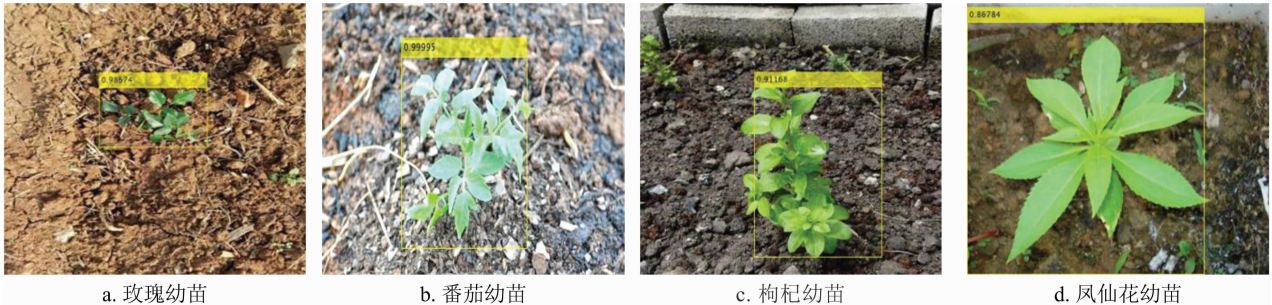 0.98574
0.99995
0.91168
0.86784
a. 玫瑰幼苗
b. 番茄幼苗
c. 枸杞幼苗
d. 凤仙花幼苗